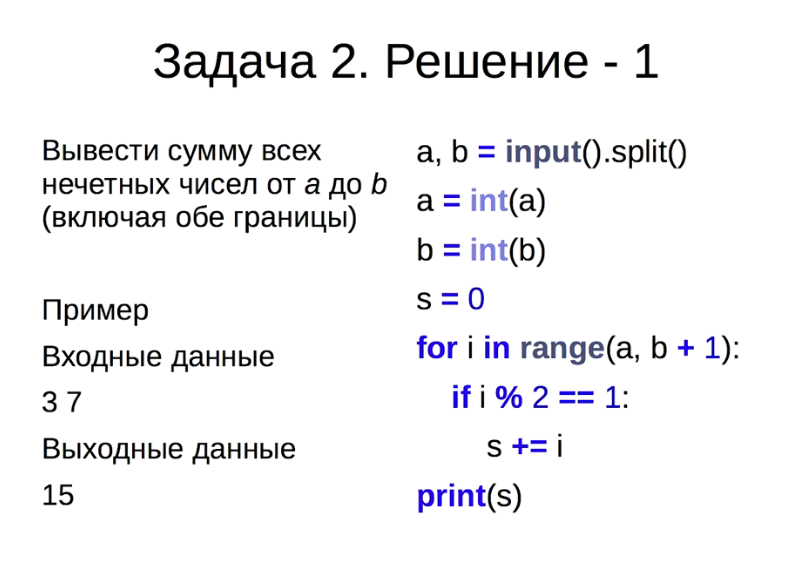 Задача 2. Решение - 1
Вывести сумму всех
нечетных чисел от a до b
(включая обе границы)
Пример
Входные данные
3 7
Выходные данные
15
a, b = input().split()
a = int(a)
b = int(b)
s = 0
for i in range(a, b + 1):
    if i % 2 == 1:
        s += i
print(s)